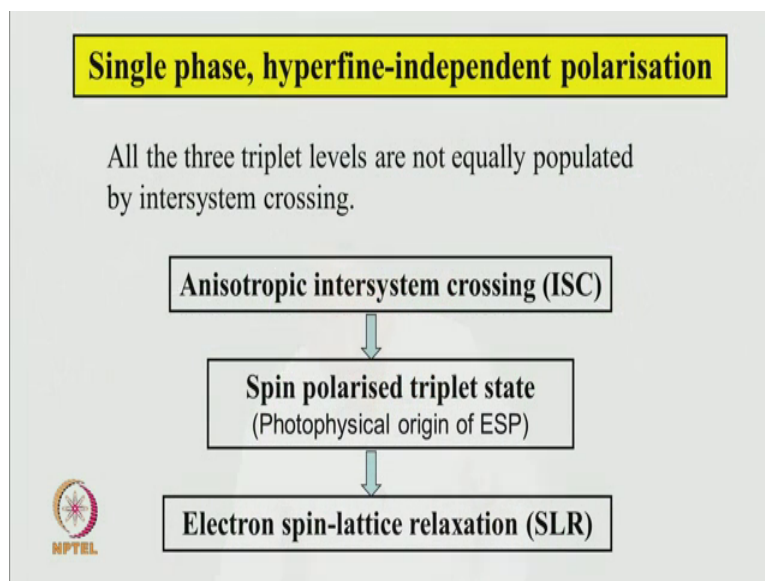 Single phase, hyperfine-independent polarisation
All the three triplet levels are not equally populated
by intersystem crossing.
Anisotropic intersystem crossing (ISC)
Spin polarised triplet state
(Photophysical origin of ESP)
Electron spin-lattice relaxation (SLR)
NPTEL